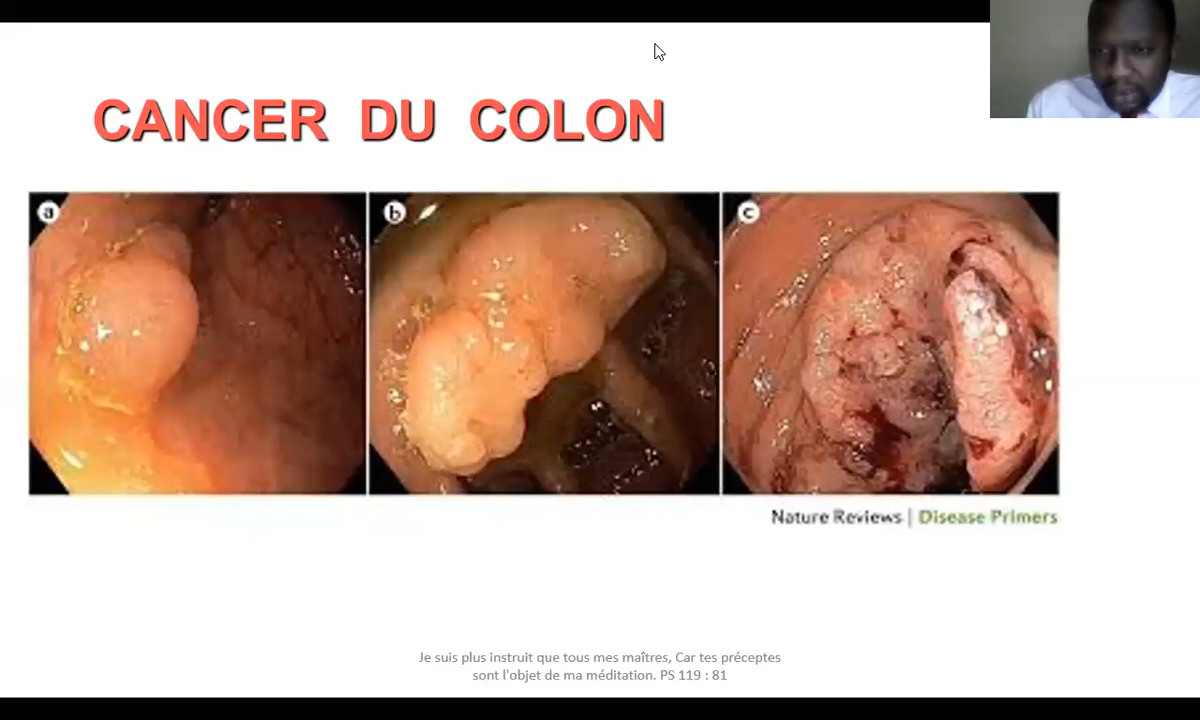 CANCER DU COLON
a b c
Nature Reviews | Disease Primers
Je suis plus instruit que tous mes maîtres, Car tes préceptes
sont l'objet de ma méditation. PS 119 : 81